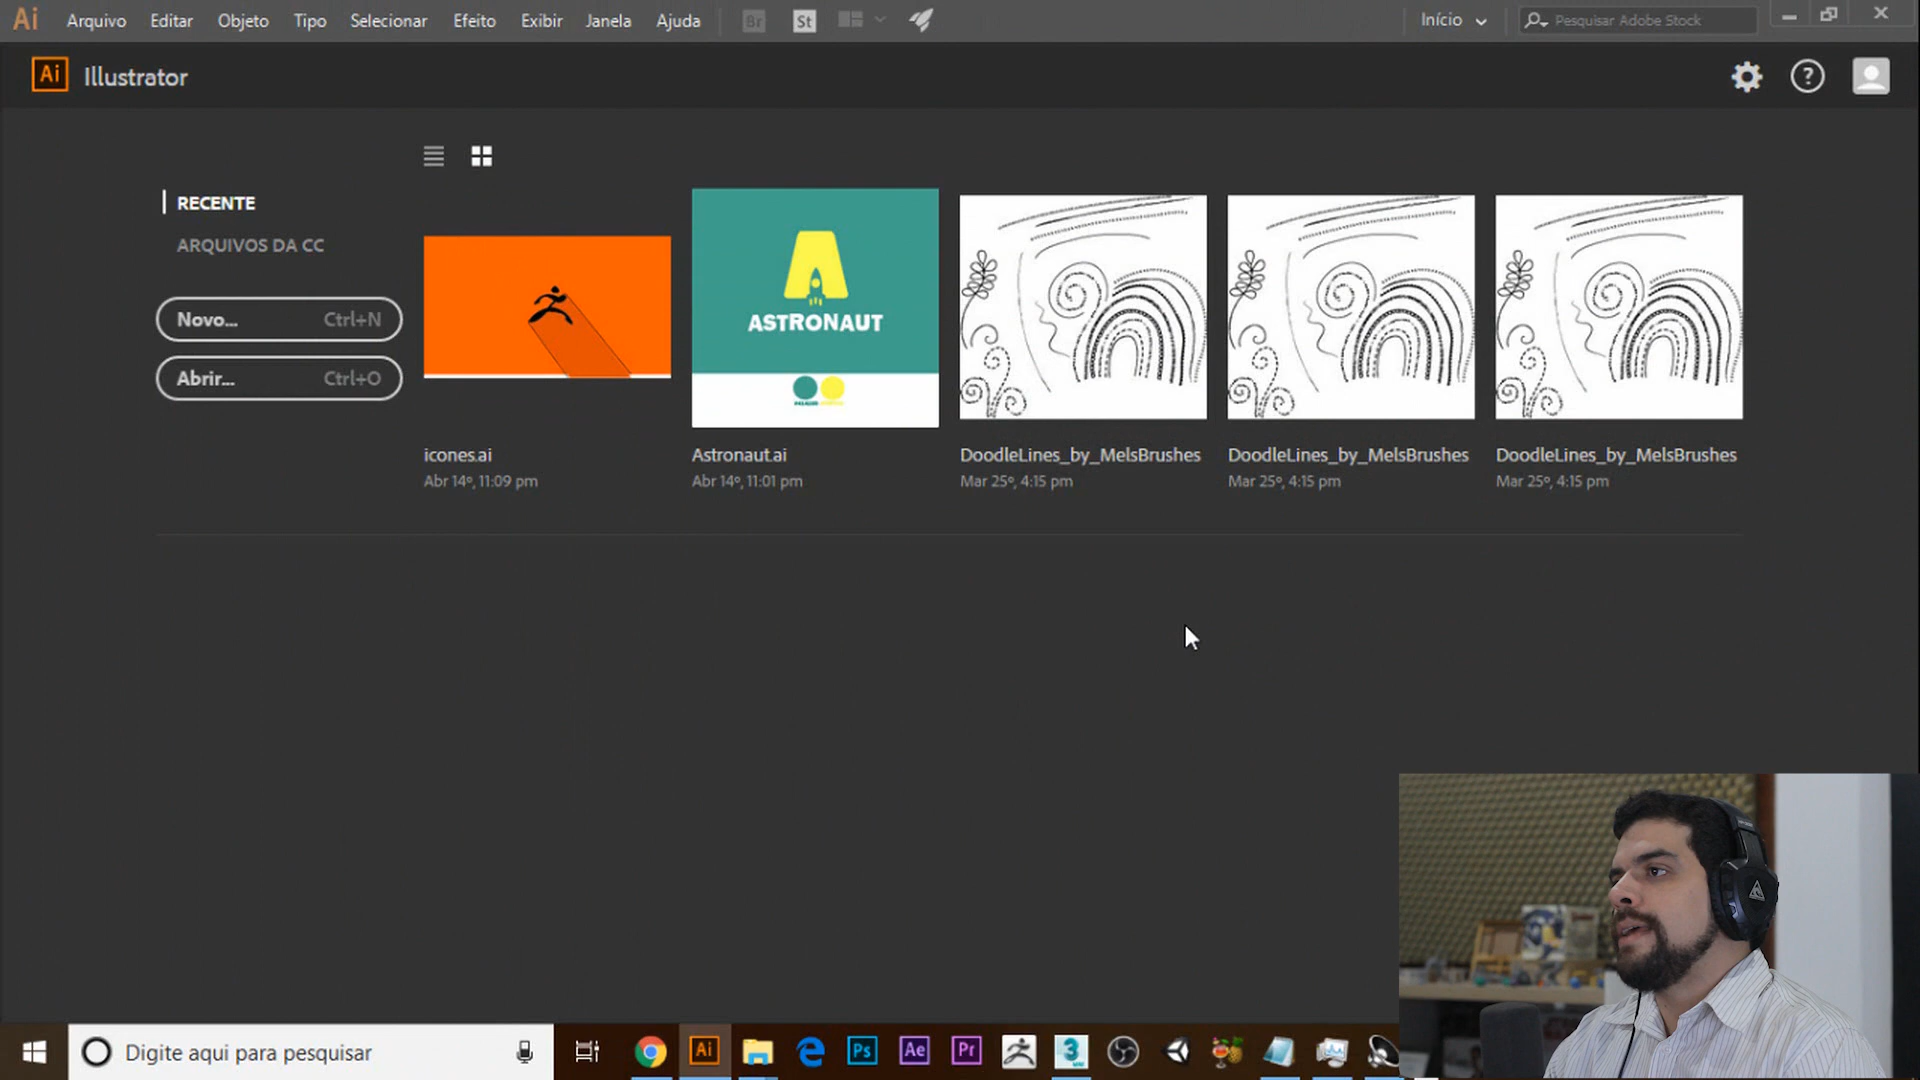 Ai Arquivo Editar Objeto Tipo Selecionar Efeito Exibir Janela Ajuda Br St Início Pesquisar Adobe Stock
Ai Illustrator
RECENTE
ARQUIVOS DA CC
Novo... Ctrl+N
Abrir... Ctrl+O
A
ASTRONAUT
icones.ai
Abr 14º, 11:09 pm
Astronaut.ai
Abr 14º, 11:01 pm
DoodleLines_by_MelsBrushes
Mar 25º, 4:15 pm
DoodleLines_by_MelsBrushes
Mar 25º, 4:15 pm
DoodleLines_by_MelsBrushes
Mar 25º, 4:15 pm
Digite aqui para pesquisar
Ai Ps Ae Pr 3